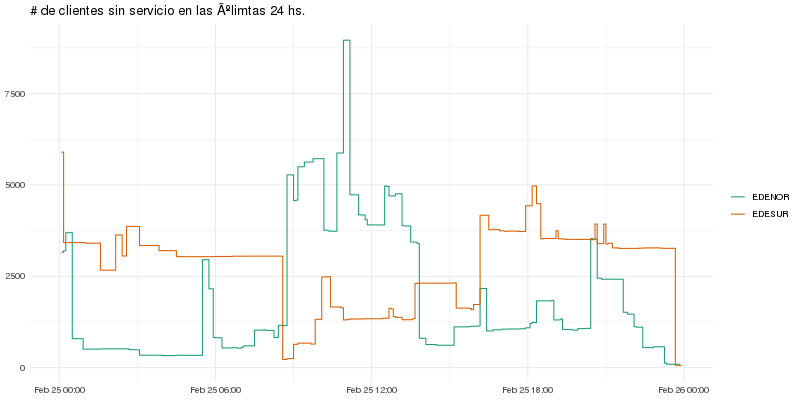 # de clientes sin servicio en las Ãºlimtas 24 hs.
7500
5000
2500
0
Feb 25 00:00
Feb 25 06:00
Feb 25 12:00
Feb 25 18:00
Feb 26 00:00
EDENOR
EDESUR